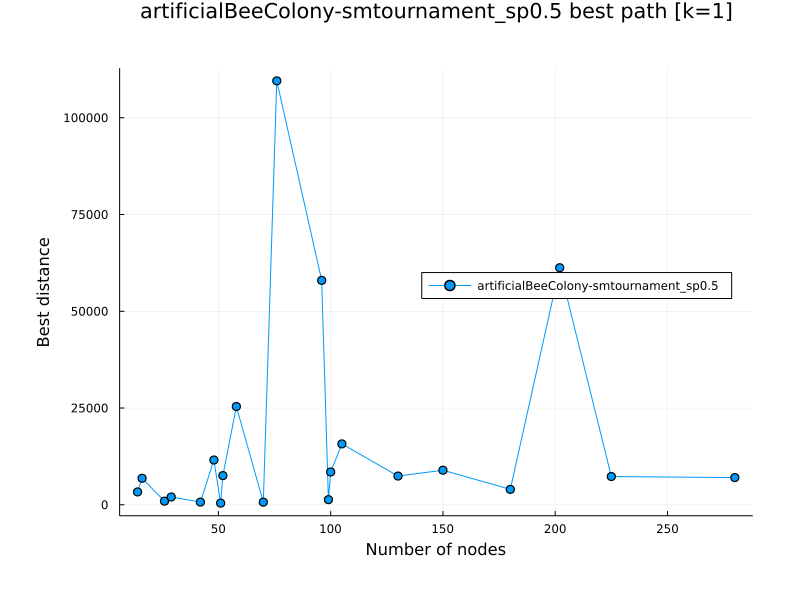 artificialBeeColony-smtournament_sp0.5 best path [k=1]
100000
75000
50000
25000
0
Best distance
artificialBeeColony-smtournament_sp0.5
50
100
150
200
250
Number of nodes